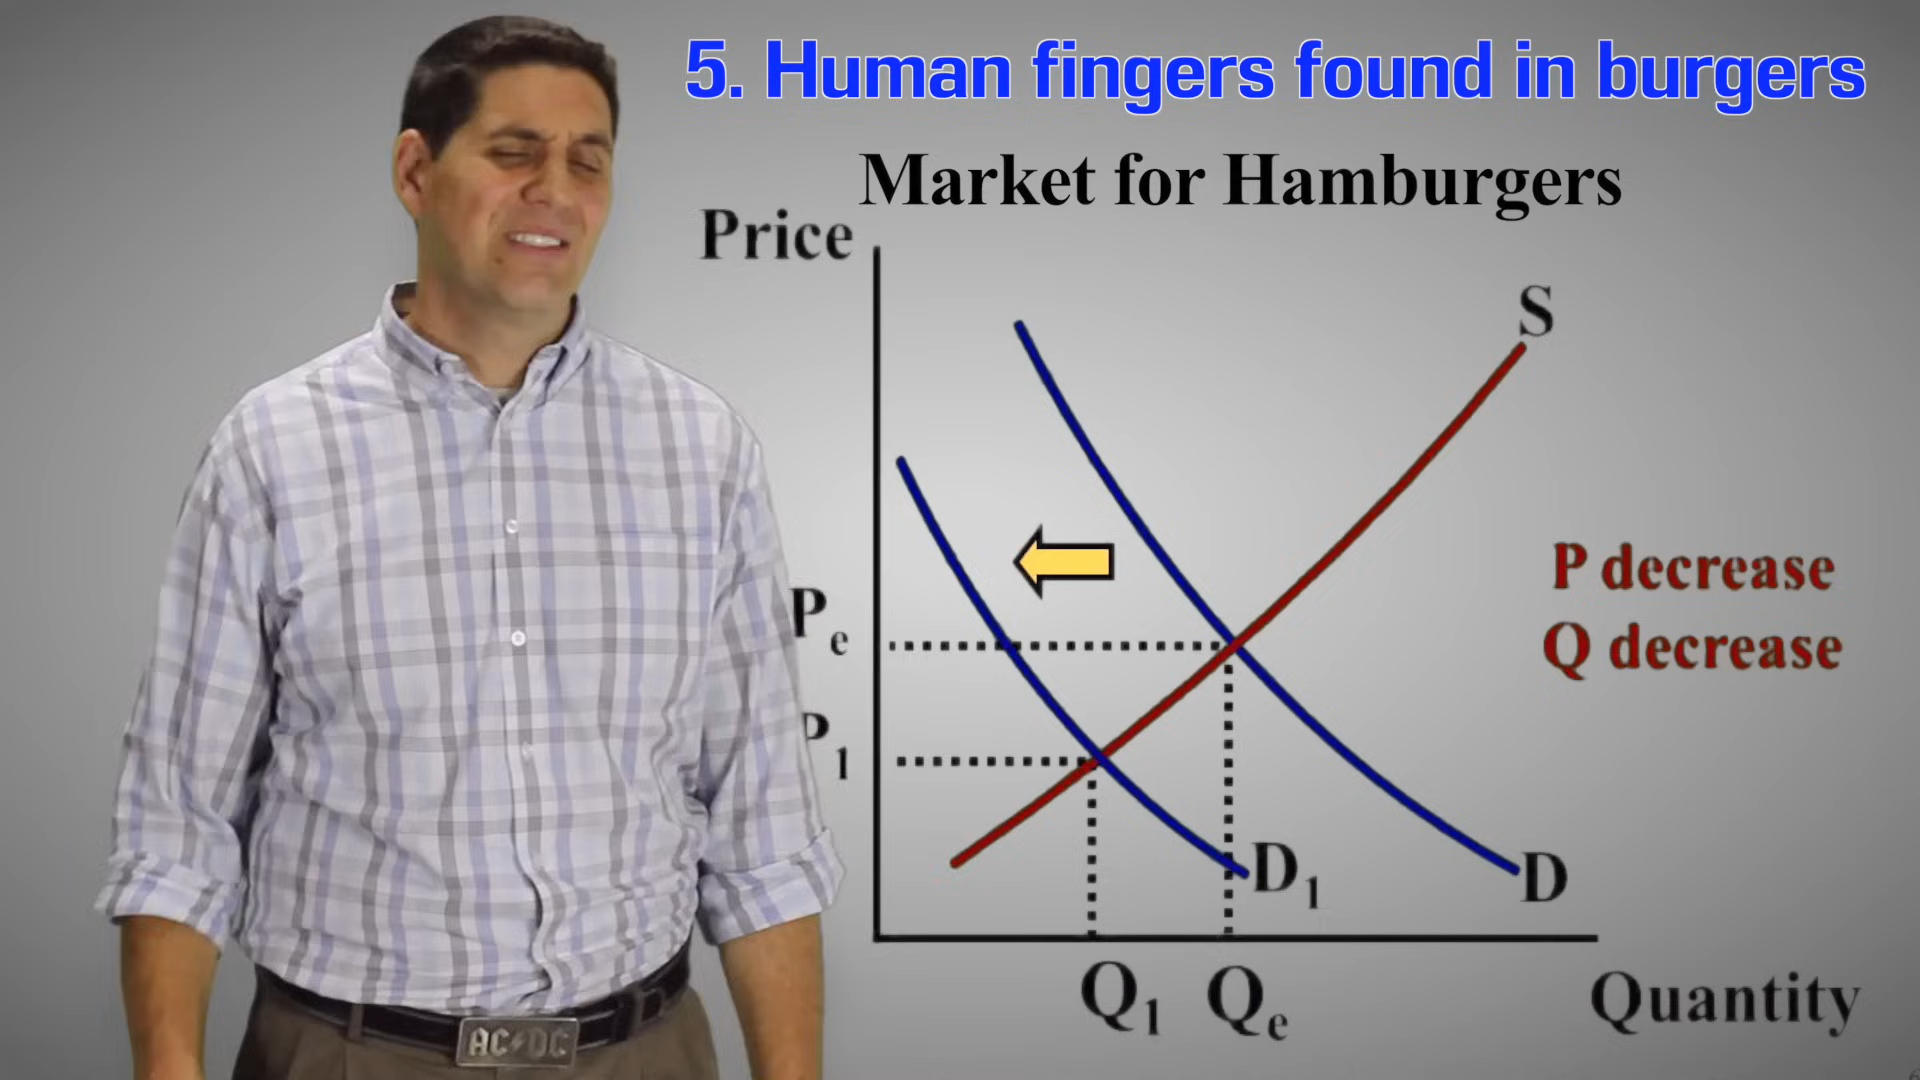 5. Human fingers found in burgers
Market for Hamburgers
Price
S
P decrease
Q decrease
Pe
P1
D1
D
Q1 Qe
Quantity
AC⚡DC